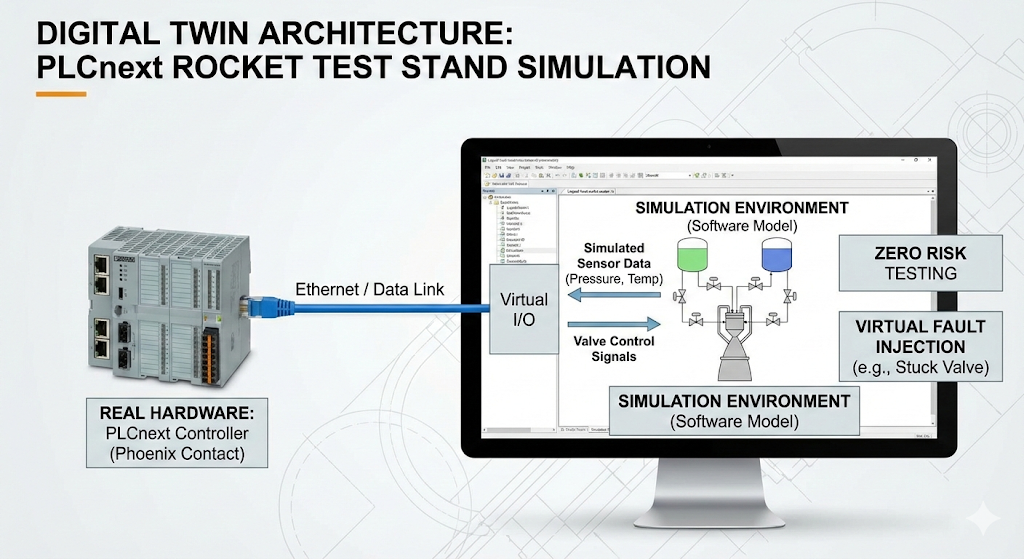 DIGITAL TWIN ARCHITECTURE:
PLCnext ROCKET TEST STAND SIMULATION
Ethernet / Data Link
REAL HARDWARE:
PLCnext Controller
(Phoenix Contact)
Virtual
I/O
SIMULATION ENVIRONMENT
(Software Model)
Simulated
Sensor Data
(Pressure, Temp)
Valve Control
Signals
SIMULATION ENVIRONMENT
(Software Model)
ZERO RISK
TESTING
VIRTUAL FAULT
INJECTION
(e.g., Stuck Valve)